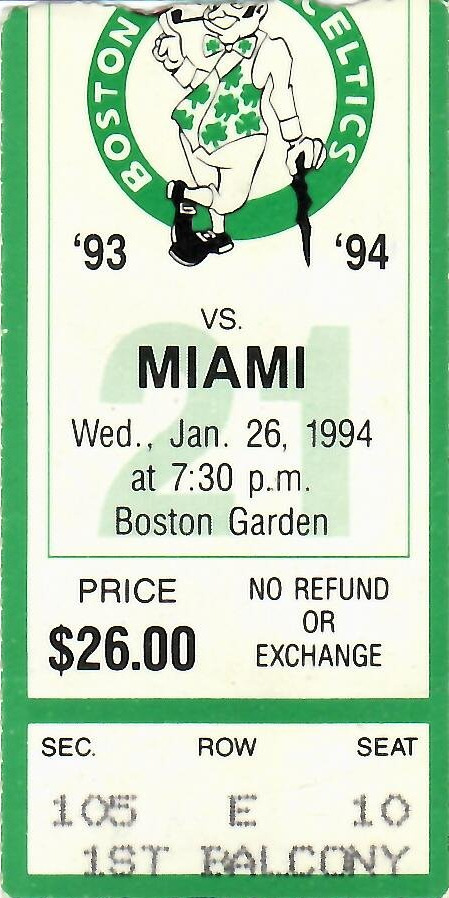 BOSTON CELTICS
‘93 ‘94
VS.
21
MIAMI
Wed., Jan. 26, 1994
at 7:30 p.m.
Boston Garden
PRICE
$26.00
NO REFUND
OR
EXCHANGE
SEC. ROW SEAT
105 E 10
1ST BALCONY